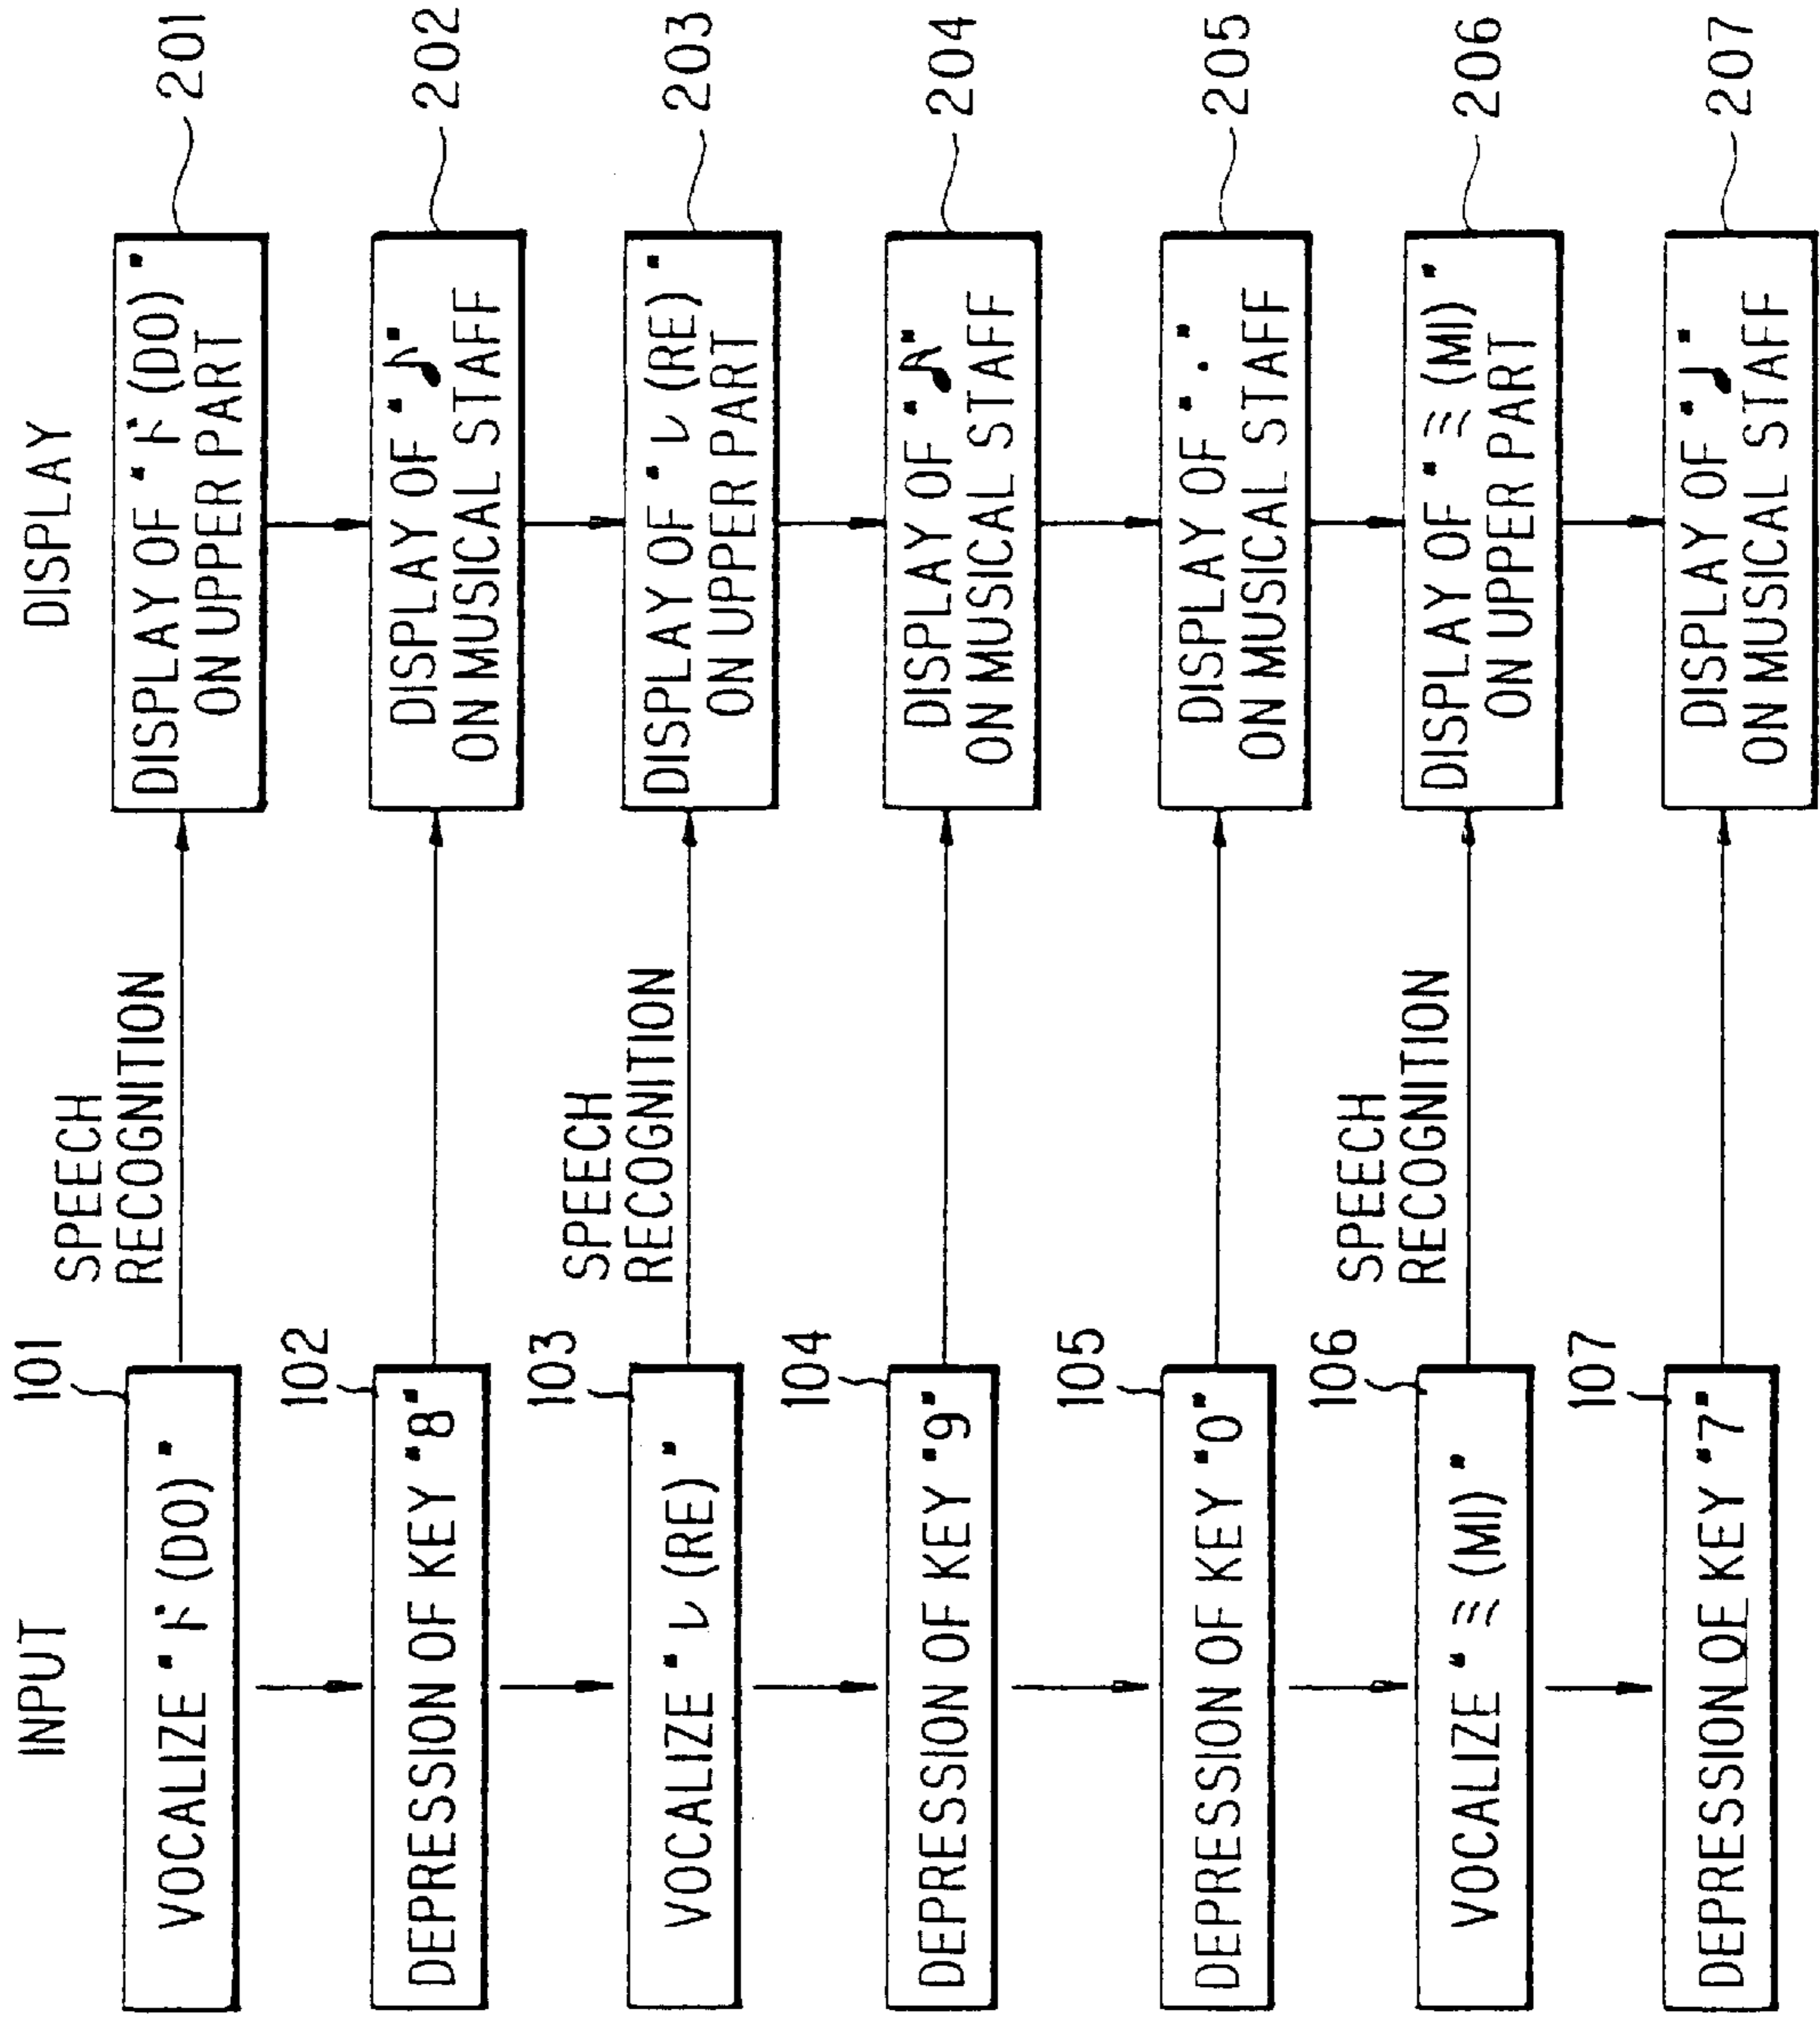 INPUT
DISPLAY
101
VOCALIZE “ ド (DO) ”
SPEECH
RECOGNITION
DISPLAY OF “ ド (DO) ”
ON UPPER PART
201
102
DEPRESSION OF KEY “8”
DISPLAY OF “♪”
ON MUSICAL STAFF
202
103
VOCALIZE “ レ (RE) ”
SPEECH
RECOGNITION
DISPLAY OF “ レ (RE) ”
ON UPPER PART
203
104
DEPRESSION OF KEY “9”
DISPLAY OF “𝅘𝅥𝅯”
ON MUSICAL STAFF
204
105
DEPRESSION OF KEY “0”
DISPLAY OF “ . ”
ON MUSICAL STAFF
205
106
VOCALIZE “ ミ (MI) ”
SPEECH
RECOGNITION
DISPLAY OF “ ミ (MI) ”
ON UPPER PART
206
107
DEPRESSION OF KEY “7”
DISPLAY OF “♩”
ON MUSICAL STAFF
207